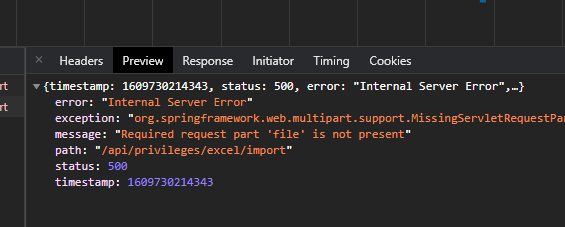 × Headers Preview Response Initiator Timing Cookies
rt ▼{timestamp: 1609730214343, status: 500, error: "Internal Server Error",…}
error: "Internal Server Error"
rt exception: "org.springframework.web.multipart.support.MissingServletRequestPa
message: "Required request part 'file' is not present"
path: "/api/privileges/excel/import"
status: 500
timestamp: 1609730214343